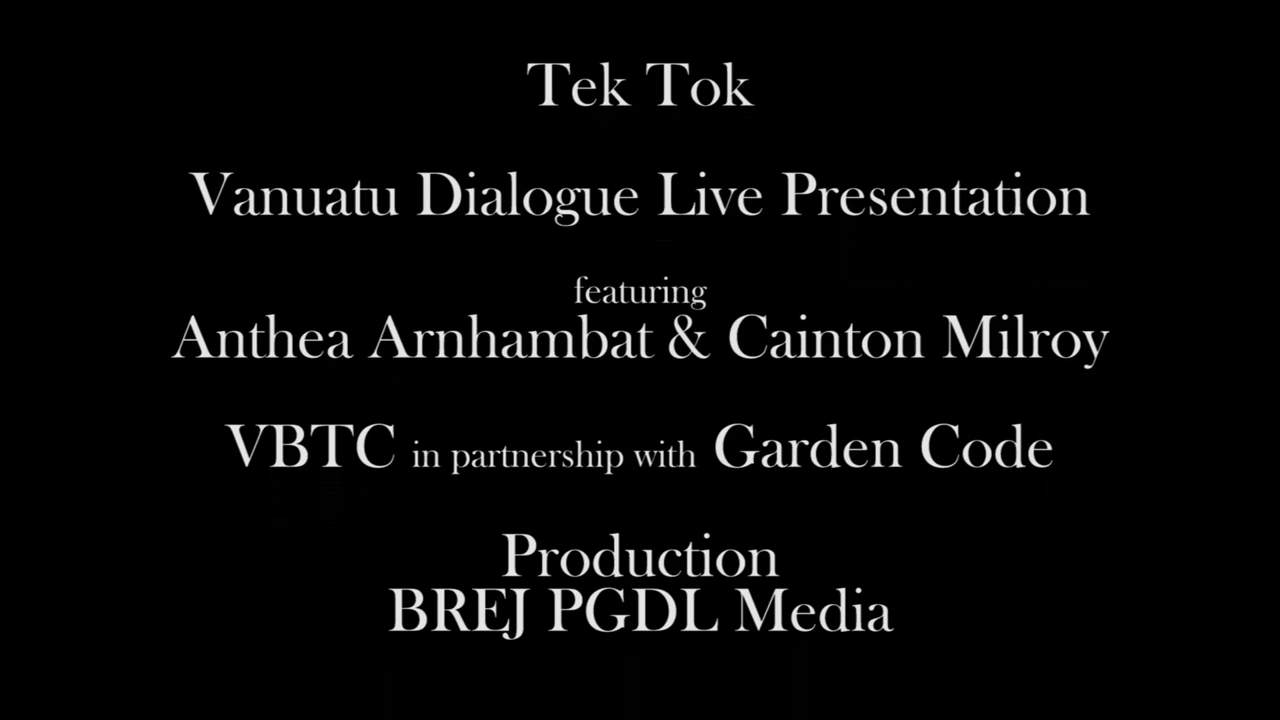 Tek Tok
Vanuatu Dialogue Live Presentation
featuring
Anthea Arnhambat & Cainton Milroy
VBTC in partnership with Garden Code
Production
BREJ PGDL Media